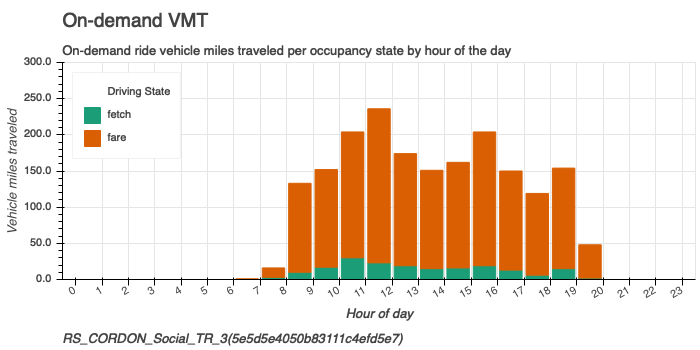 On-demand VMT
On-demand ride vehicle miles traveled per occupancy state by hour of the day
Vehicle miles traveled
300.0
250.0
200.0
150.0
100.0
50.0
0.0
Driving State
fetch
fare
0 1 2 3 4 5 6 7 8 9 10 11 12 13 14 15 16 17 18 19 20 21 22 23
Hour of day
RS_CORDON_Social_TR_3(5e5d5e4050b83111c4efd5e7)